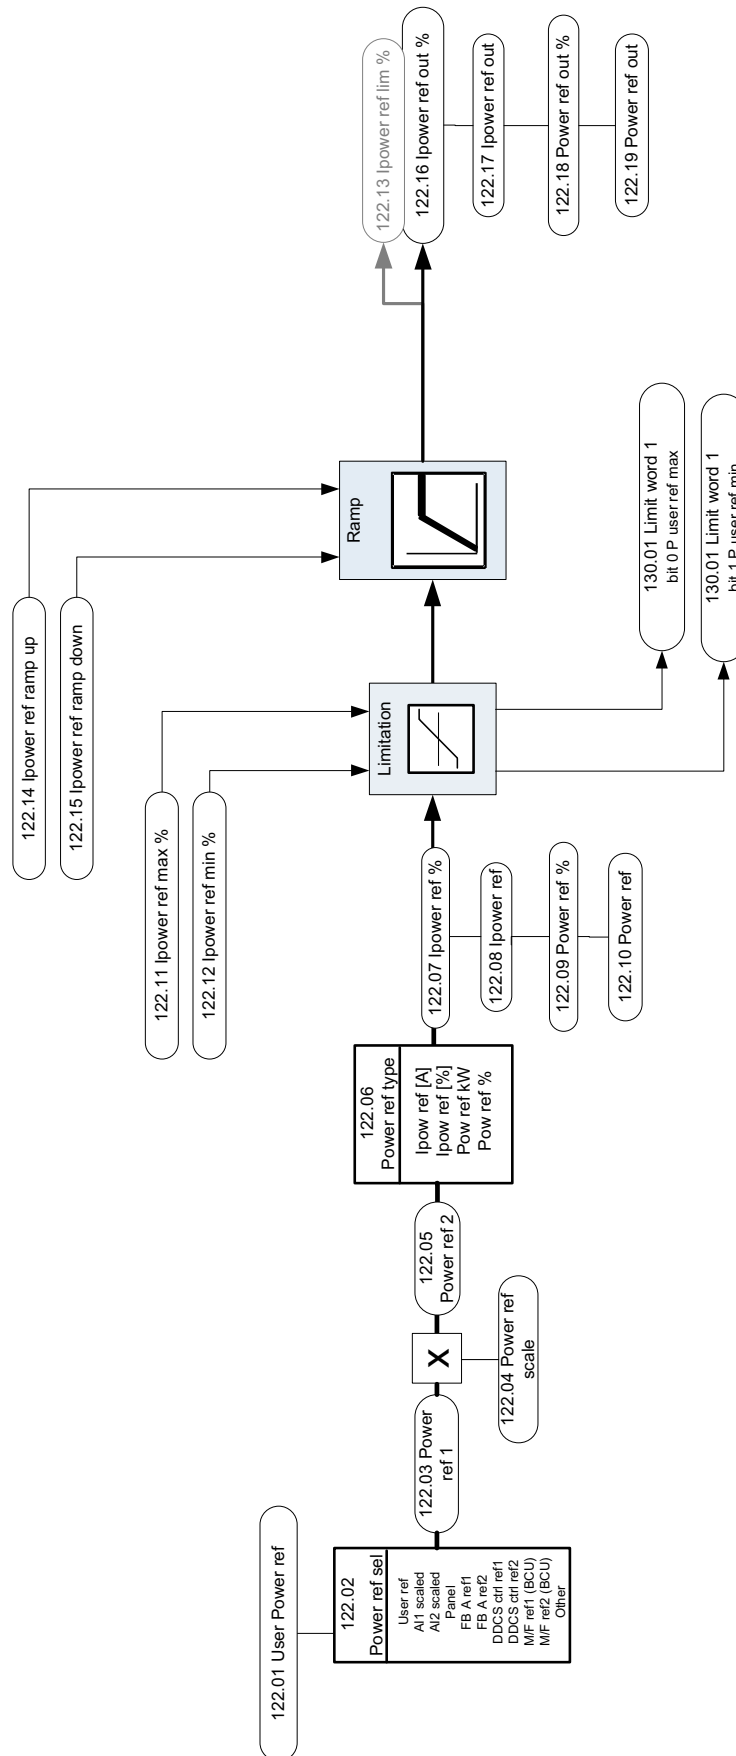 122.01 User Power ref
122.02
Power ref sel
User ref
AI1 scaled
AI2 scaled
Panel
FB A ref1
FB A ref2
DDCS ctrl ref1
DDCS ctrl ref2
M/F ref1 (BCU)
M/F ref2 (BCU)
Other
122.03 Power
ref 1
X
122.04 Power ref
scale
122.05
Power ref 2
122.06
Power ref type
Ipow ref [A]
Ipow ref [%]
Pow ref kW
Pow ref %
122.07 Ipower ref %
122.08 Ipower ref
122.09 Power ref %
122.10 Power ref
122.11 Ipower ref max %
122.12 Ipower ref min %
Limitation
122.14 Ipower ref ramp up
122.15 Ipower ref ramp down
Ramp
130.01 Limit word 1
bit 0 P user ref max
130.01 Limit word 1
bit 1 P user ref min
122.13 Ipower ref lim %
122.16 Ipower ref out %
122.17 Ipower ref out
122.18 Power ref out %
122.19 Power ref out